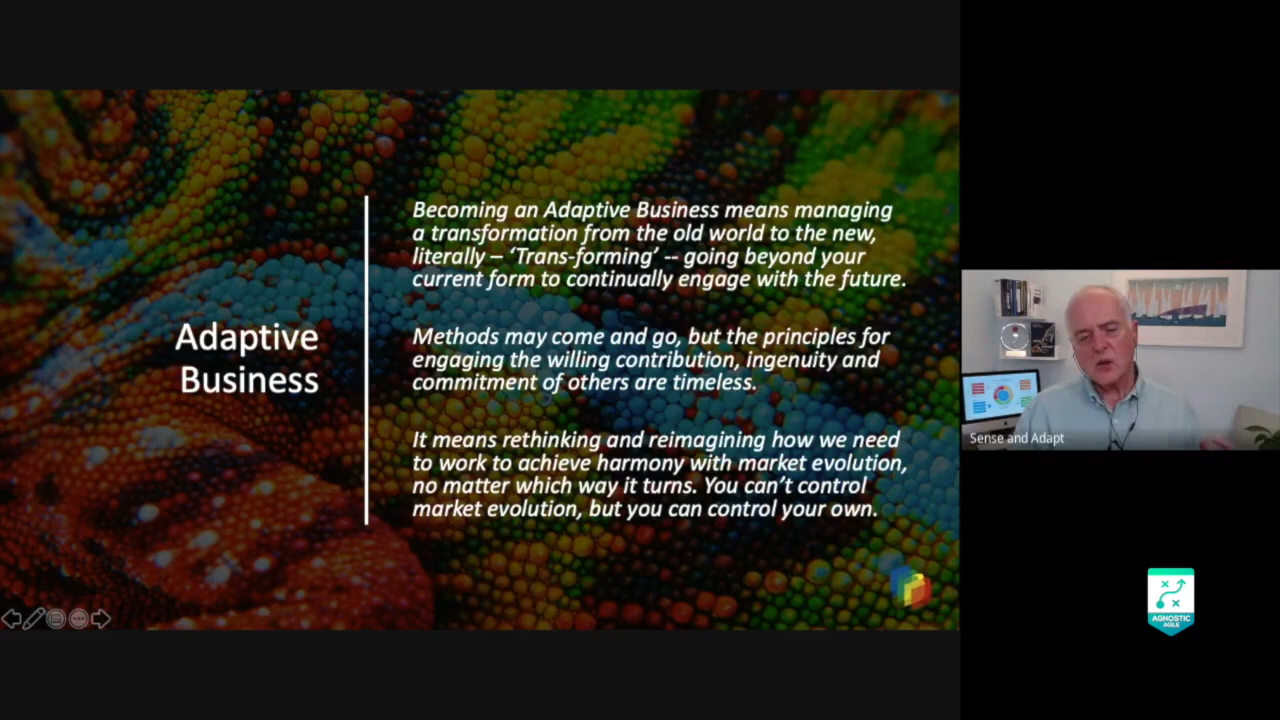 Adaptive
Business
Becoming an Adaptive Business means managing
a transformation from the old world to the new,
literally – ‘Trans-forming’ -- going beyond your
current form to continually engage with the future.
Methods may come and go, but the principles for
engaging the willing contribution, ingenuity and
commitment of others are timeless.
It means rethinking and reimagining how we need
to work to achieve harmony with market evolution,
no matter which way it turns. You can’t control
market evolution, but you can control your own.
Sense and Adapt
AGNOSTIC
AGILE